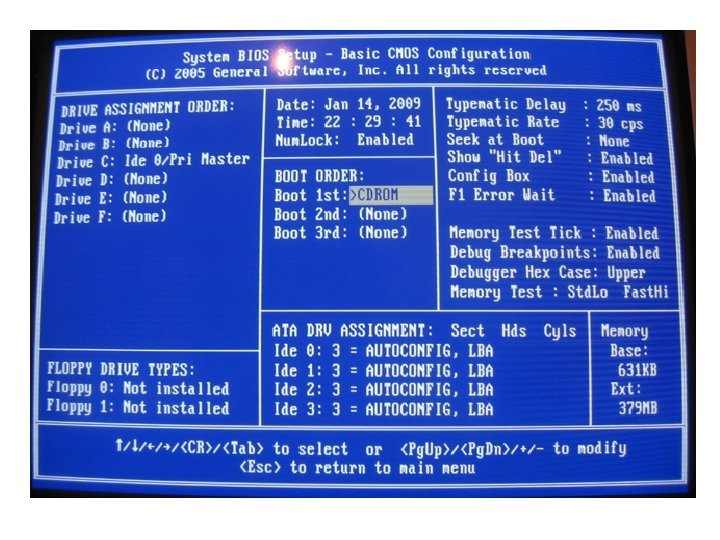 System BIOS Setup - Basic CMOS Configuration
(C) 2005 General Software, Inc. All rights reserved
DRIVE ASSIGNMENT ORDER:
Drive A: (None)
Drive B: (None)
Drive C: Ide 0/Pri Master
Drive D: (None)
Drive E: (None)
Drive F: (None)
Date: Jan 14, 2009
Time: 22 : 29 : 41
NumLock: Enabled
BOOT ORDER:
Boot 1st: >CDROM
Boot 2nd: (None)
Boot 3rd: (None)
Typematic Delay : 250 ms
Typematic Rate : 30 cps
Seek at Boot : None
Show "Hit Del" : Enabled
Config Box : Enabled
F1 Error Wait : Enabled
Memory Test Tick : Enabled
Debug Breakpoints: Enabled
Debugger Hex Case: Upper
Memory Test : StdLo FastHi
FLOPPY DRIVE TYPES:
Floppy 0: Not installed
Floppy 1: Not installed
ATA DRV ASSIGNMENT: Sect Hds Cyls
Ide 0: 3 = AUTOCONFIG, LBA
Ide 1: 3 = AUTOCONFIG, LBA
Ide 2: 3 = AUTOCONFIG, LBA
Ide 3: 3 = AUTOCONFIG, LBA
Memory
Base:
631KB
Ext:
379MB
↑/↓/←/→/<CR>/<Tab> to select or <PgUp>/<PgDn>/+/- to modify
<Esc> to return to main menu